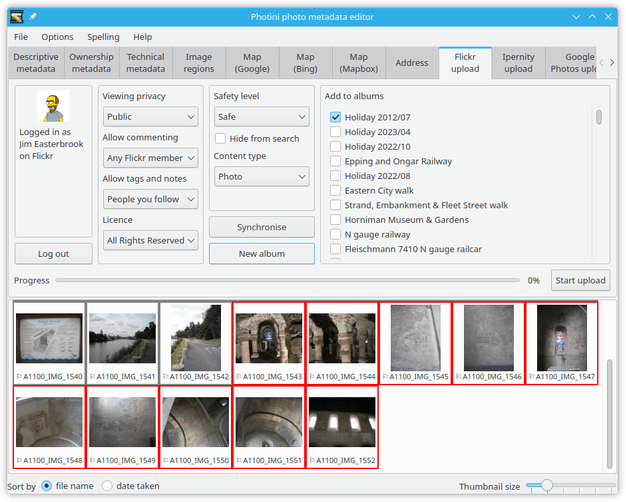 Photini photo metadata editor
File Options Spelling Help
Descriptive metadata
Ownership metadata
Technical metadata
Image regions
Map (Google)
Map (Bing)
Map (Mapbox)
Address
Flickr upload
Ipernity upload
Google Photos uplo
Logged in as
Jim Easterbrook
on Flickr
Log out
Viewing privacy
Public
Allow commenting
Any Flickr member
Allow tags and notes
People you follow
Licence
All Rights Reserved
Safety level
Safe
Hide from search
Content type
Photo
Synchronise
New album
Add to albums
Holiday 2012/07
Holiday 2023/04
Holiday 2022/10
Epping and Ongar Railway
Holiday 2022/08
Eastern City walk
Strand, Embankment & Fleet Street walk
Horniman Museum & Gardens
N gauge railway
Fleischmann 7410 N gauge railcar
Progress 0% Start upload
A1100_IMG_1540 A1100_IMG_1541 A1100_IMG_1542 A1100_IMG_1543 A1100_IMG_1544 A1100_IMG_1545 A1100_IMG_1546 A1100_IMG_1547
A1100_IMG_1548 A1100_IMG_1549 A1100_IMG_1550 A1100_IMG_1551 A1100_IMG_1552
Sort by file name date taken Thumbnail size